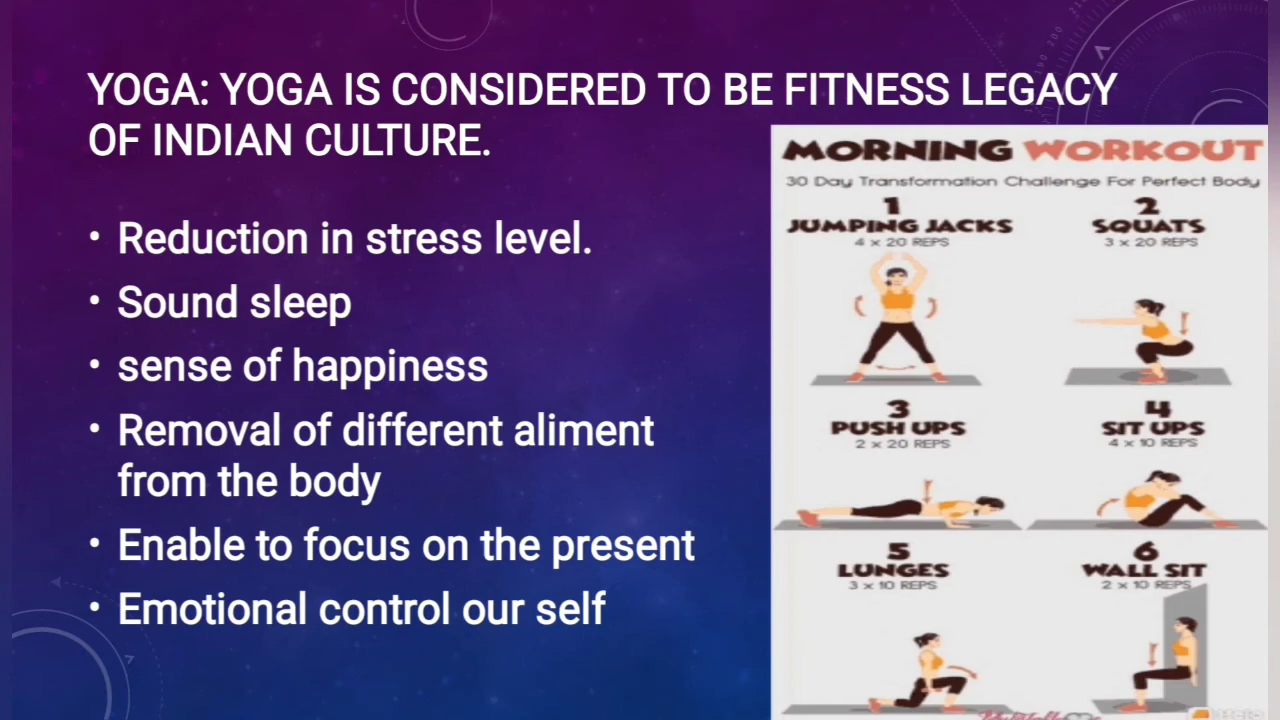 YOGA: YOGA IS CONSIDERED TO BE FITNESS LEGACY
OF INDIAN CULTURE.
• Reduction in stress level.
• Sound sleep
• sense of happiness
• Removal of different aliment
from the body
• Enable to focus on the present
• Emotional control our self
MORNING WORKOUT
30 Day Transformation Challenge For Perfect Body
1
JUMPING JACKS
4 x 20 REPS
2
SQUATS
3 x 20 REPS
3
PUSH UPS
2 x 20 REPS
4
SIT UPS
4 x 10 REPS
5
LUNGES
3 x 10 REPS
6
WALL SIT
2 x 10 REPS